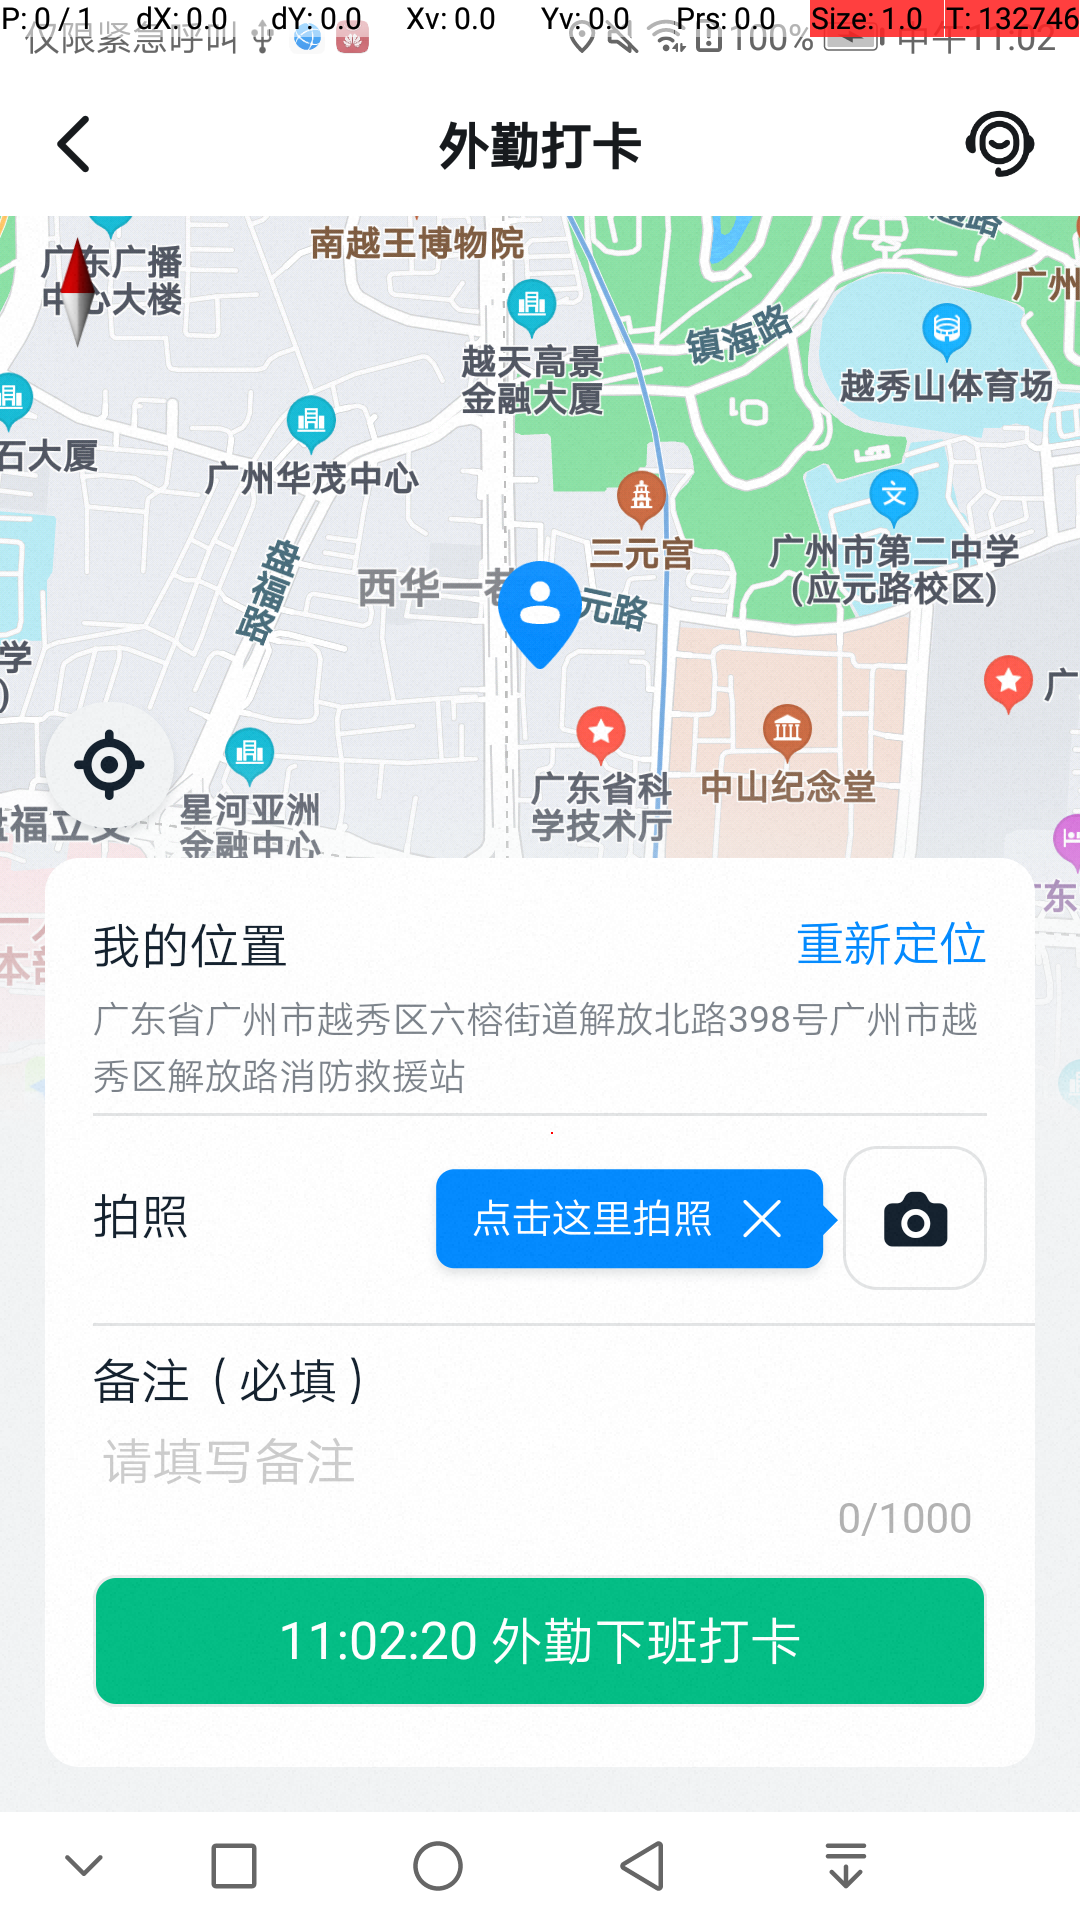 P: 0 / 1 dX: 0.0 dY: 0.0 Xv: 0.0 Yv: 0.0 Prs: 0.0 Size: 1.0 T: 132746
仅限紧急呼叫 100% 中午11:02
外勤打卡
南越王博物院
广东广播
中心大楼
广州
越天高景
金融大厦
镇海路
越秀山体育场
石大厦
广州华茂中心
三元宫
广州市第二中学
(应元路校区)
盘福路
西华一巷
元路
学
)
广
广东省科
学技术厅
中山纪念堂
星河亚洲
金融中心
福立交
东
本部
我的位置
重新定位
广东省广州市越秀区六榕街道解放北路398号广州市越
秀区解放路消防救援站
拍照
点击这里拍照
备注（必填）
请填写备注
0/1000
11:02:20 外勤下班打卡